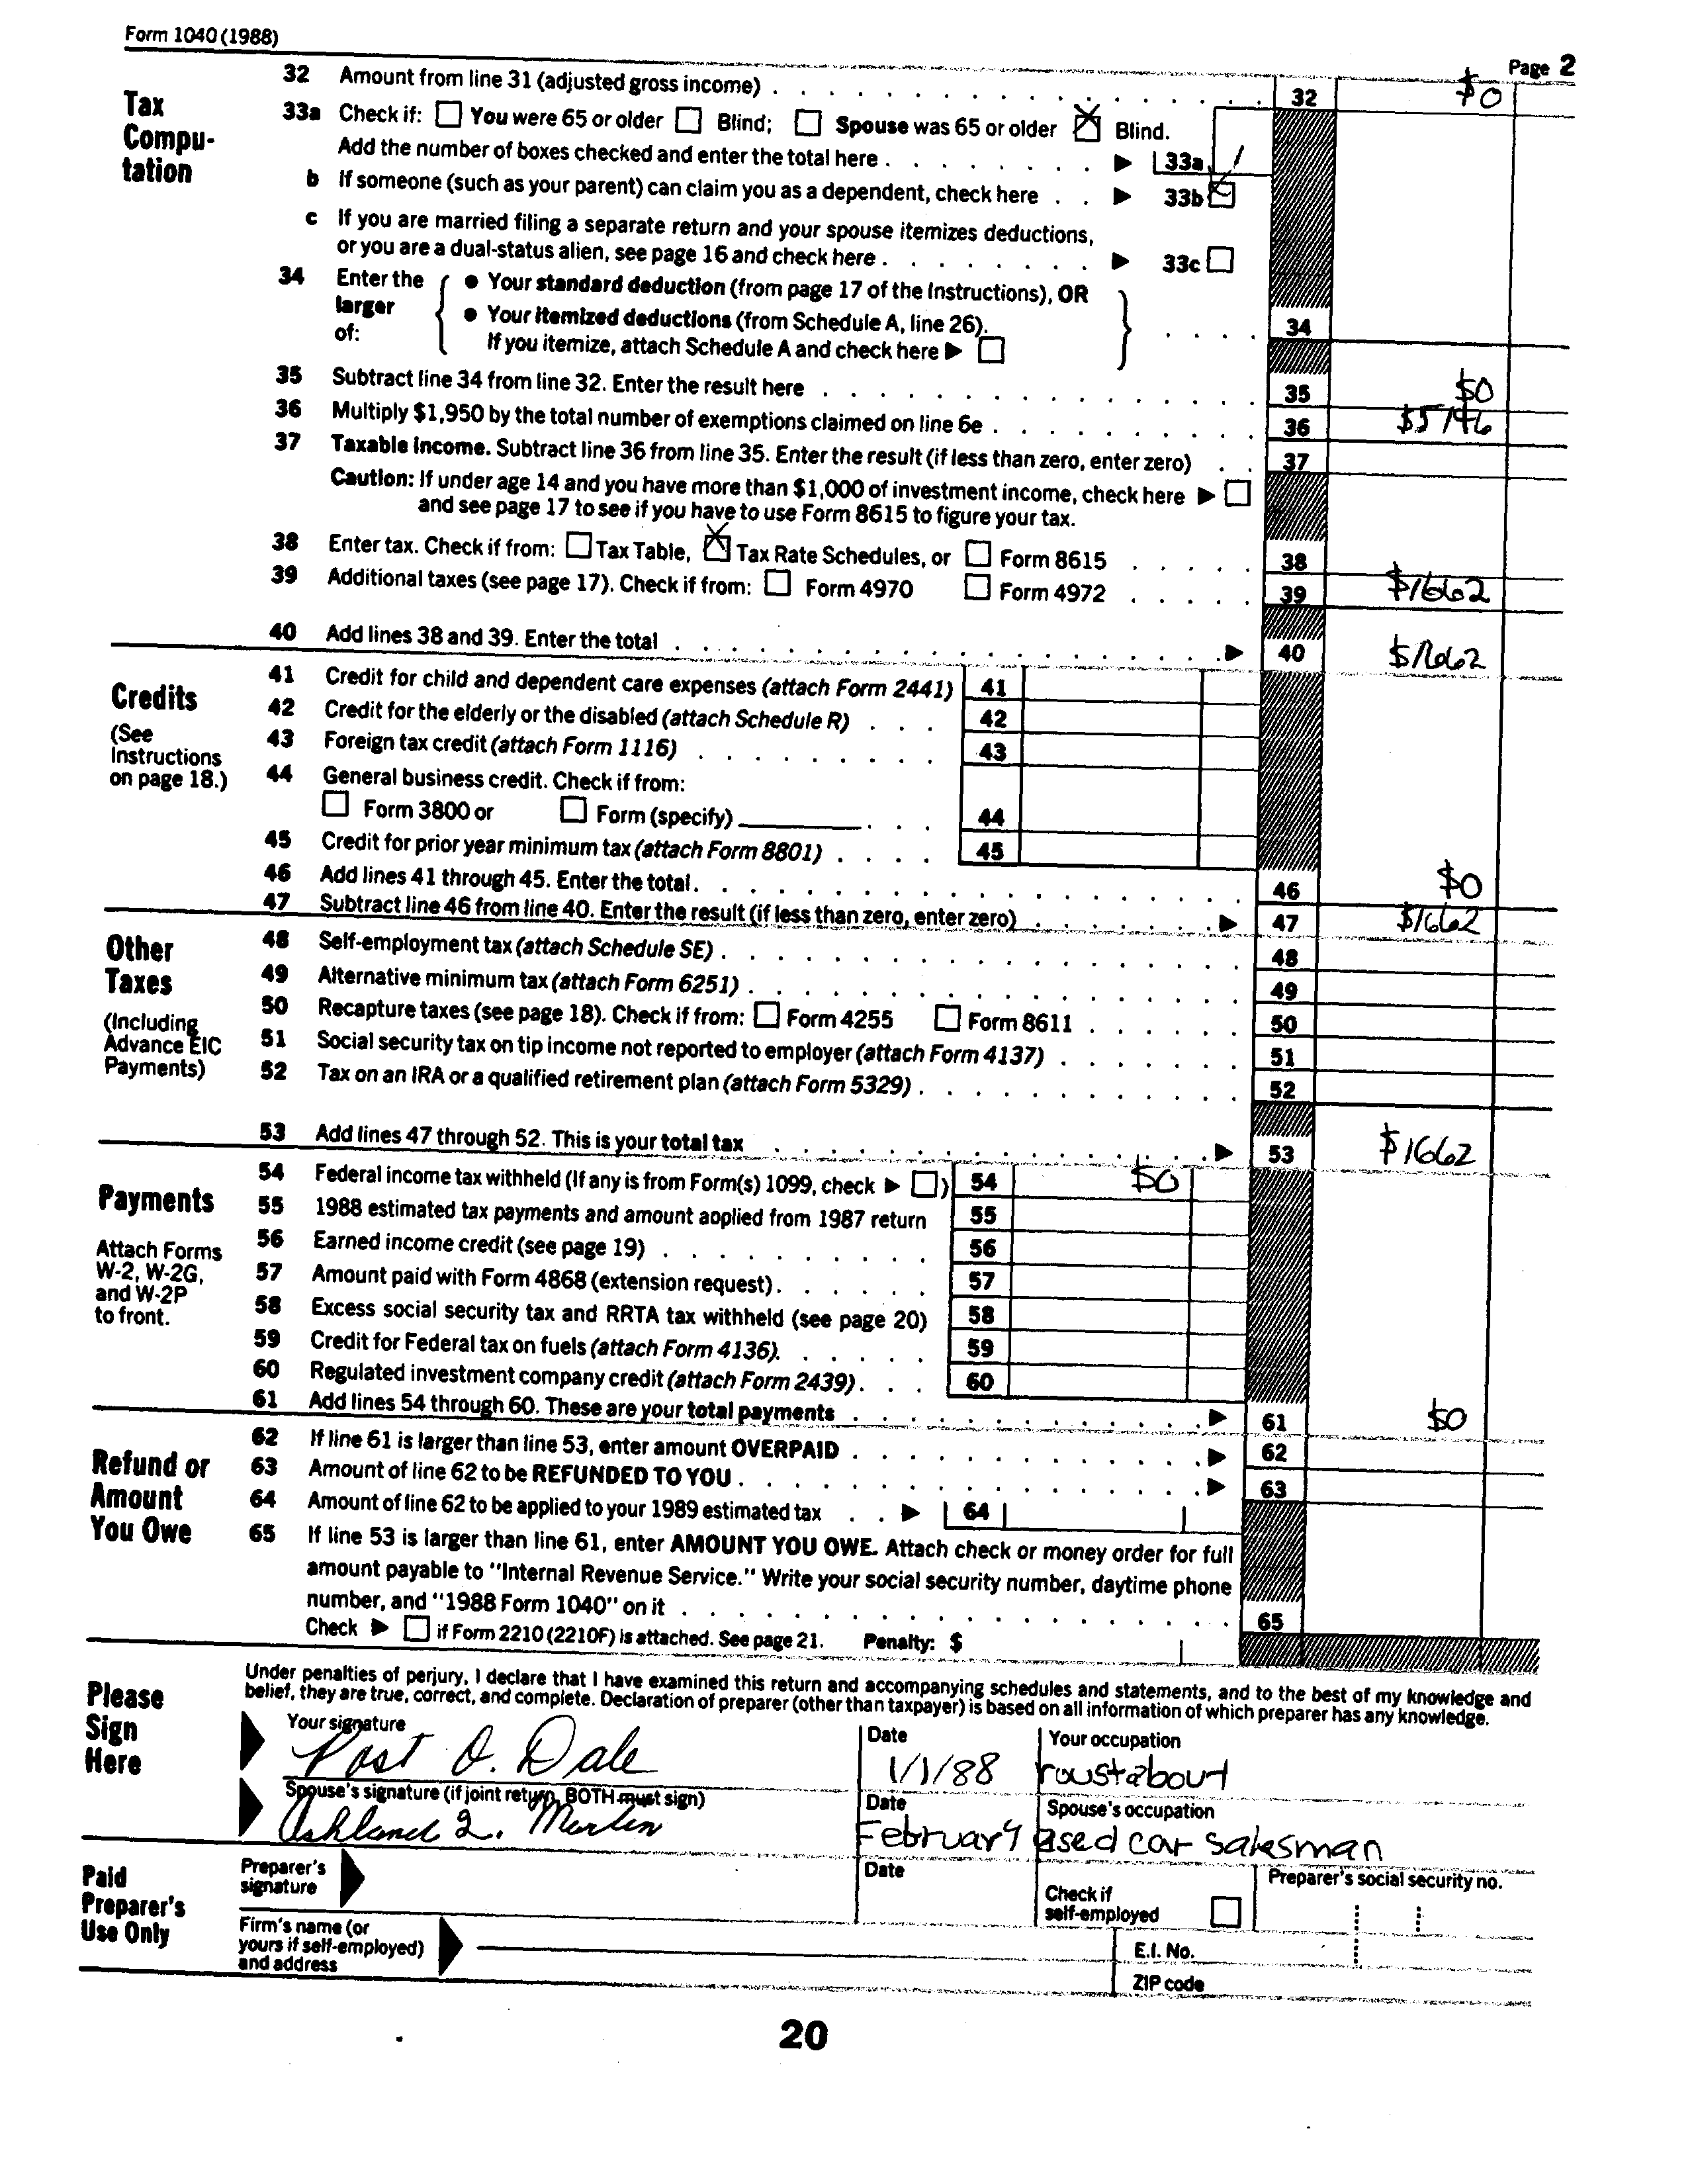 Form 1040 (1988)
Page 2
Tax Compu-tation
32 Amount from line 31 (adjusted gross income) . . . 32 $0
33a Check if: You were 65 or older Blind; Spouse was 65 or older X Blind.
Add the number of boxes checked and enter the total here . . . 33a 1
b If someone (such as your parent) can claim you as a dependent, check here . . 33b X
c If you are married filing a separate return and your spouse itemizes deductions,
or you are a dual-status alien, see page 16 and check here . . . 33c
34 Enter the larger of:
• Your standard deduction (from page 17 of the Instructions), OR
• Your itemized deductions (from Schedule A, line 26).
If you itemize, attach Schedule A and check here
34
35 Subtract line 34 from line 32. Enter the result here . . . 35 $0
36 Multiply $1,950 by the total number of exemptions claimed on line 6e . . . 36 $5746
37 Taxable income. Subtract line 36 from line 35. Enter the result (if less than zero, enter zero) . . 37
Caution: If under age 14 and you have more than $1,000 of investment income, check here
and see page 17 to see if you have to use Form 8615 to figure your tax.
38 Enter tax. Check if from: Tax Table, X Tax Rate Schedules, or Form 8615 . . . 38
39 Additional taxes (see page 17). Check if from: Form 4970 Form 4972 . . . 39 $1662
40 Add lines 38 and 39. Enter the total . . . 40 $1662
Credits
(See Instructions on page 18.)
41 Credit for child and dependent care expenses (attach Form 2441) 41
42 Credit for the elderly or the disabled (attach Schedule R) . . . 42
43 Foreign tax credit (attach Form 1116) . . . 43
44 General business credit. Check if from:
Form 3800 or Form (specify) . . . 44
45 Credit for prior year minimum tax (attach Form 8801) . . . 45
46 Add lines 41 through 45. Enter the total . . . 46 $0
47 Subtract line 46 from line 40. Enter the result (if less than zero, enter zero) . . . 47 $1662
Other Taxes
(Including Advance EIC Payments)
48 Self-employment tax (attach Schedule SE) . . . 48
49 Alternative minimum tax (attach Form 6251) . . . 49
50 Recapture taxes (see page 18). Check if from: Form 4255 Form 8611 . . . 50
51 Social security tax on tip income not reported to employer (attach Form 4137) . . . 51
52 Tax on an IRA or a qualified retirement plan (attach Form 5329) . . . 52
53 Add lines 47 through 52. This is your total tax . . . 53 $1662
Payments
Attach Forms W-2, W-2G, and W-2P to front.
54 Federal income tax withheld (If any is from Form(s) 1099, check ) 54 $0
55 1988 estimated tax payments and amount aoplied from 1987 return 55
56 Earned income credit (see page 19) . . . 56
57 Amount paid with Form 4868 (extension request) . . . 57
58 Excess social security tax and RRTA tax withheld (see page 20) 58
59 Credit for Federal tax on fuels (attach Form 4136) . . . 59
60 Regulated investment company credit (attach Form 2439) . . . 60
61 Add lines 54 through 60. These are your total payments . . . 61 $0
Refund or Amount You Owe
62 If line 61 is larger than line 53, enter amount OVERPAID . . . 62
63 Amount of line 62 to be REFUNDED TO YOU . . . 63
64 Amount of line 62 to be applied to your 1989 estimated tax . . 64
65 If line 53 is larger than line 61, enter AMOUNT YOU OWE. Attach check or money order for full
amount payable to "Internal Revenue Service." Write your social security number, daytime phone
number, and "1988 Form 1040" on it . . . 65
Check if Form 2210 (2210F) is attached. See page 21. Penalty: $
Please Sign Here
Under penalties of perjury, I declare that I have examined this return and accompanying schedules and statements, and to the best of my knowledge and
belief, they are true, correct, and complete. Declaration of preparer (other than taxpayer) is based on all information of which preparer has any knowledge.
Your signature Date Your occupation
Post O. Dale 1/1/88 roustabout
Spouse's signature (if joint return, BOTH must sign) Date Spouse's occupation
Ashland Q. Merlin February used car salesman
Paid Preparer's Use Only
Preparer's signature Date Check if self-employed Preparer's social security no.
Firm's name (or yours if self-employed) and address
E.I. No.
ZIP code
20